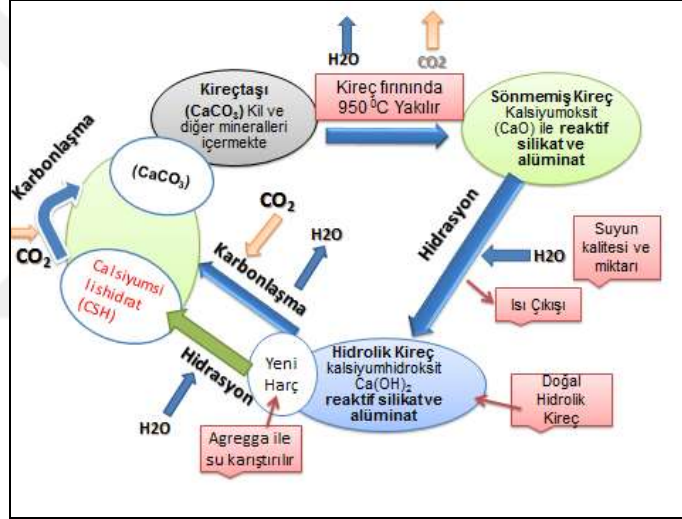 H2O
CO2
Kireçtaşı
(CaCO₃) Kil ve
diğer mineralleri
içermekte
Kireç fırınında
950 ⁰C Yakılır
Sönmemiş Kireç
Kalsiyumoksit
(CaO) ile reaktif
silikat ve
alüminat
Karbonlaşma
(CaCO₃)
CO₂
Calsiyumsi
lishidrat
(CSH)
CO₂
H2O
Karbonlaşma
Hidrasyon
H2O
Suyun
kalitesi ve
miktarı
Isı Çıkışı
Hidrasyon
H2O
Yeni
Harç
Hidrolik Kireç
kalsiyumhidroksit
Ca(OH)₂
reaktif silikat ve
alüminat
Doğal
Hidrolik
Kireç
Agregga ile
su karıştırılır